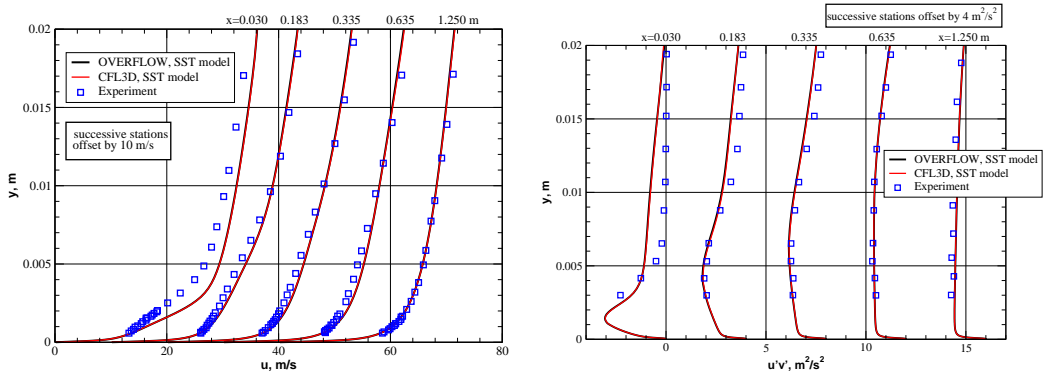 x=0.030 0.183 0.335 0.635 1.250 m
0.02
OVERFLOW, SST model
CFL3D, SST model
Experiment
0.015
successive stations
offset by 10 m/s
0.01
y, m
0.005
0
0 20 40 60 80
u, m/s
successive stations offset by 4 m²/s²
x=0.030 0.183 0.335 0.635 x=1.250 m
0.02
0.015
OVERFLOW, SST model
CFL3D, SST model
Experiment
0.01
y, m
0.005
0
0 5 10 15
u'v', m²/s²